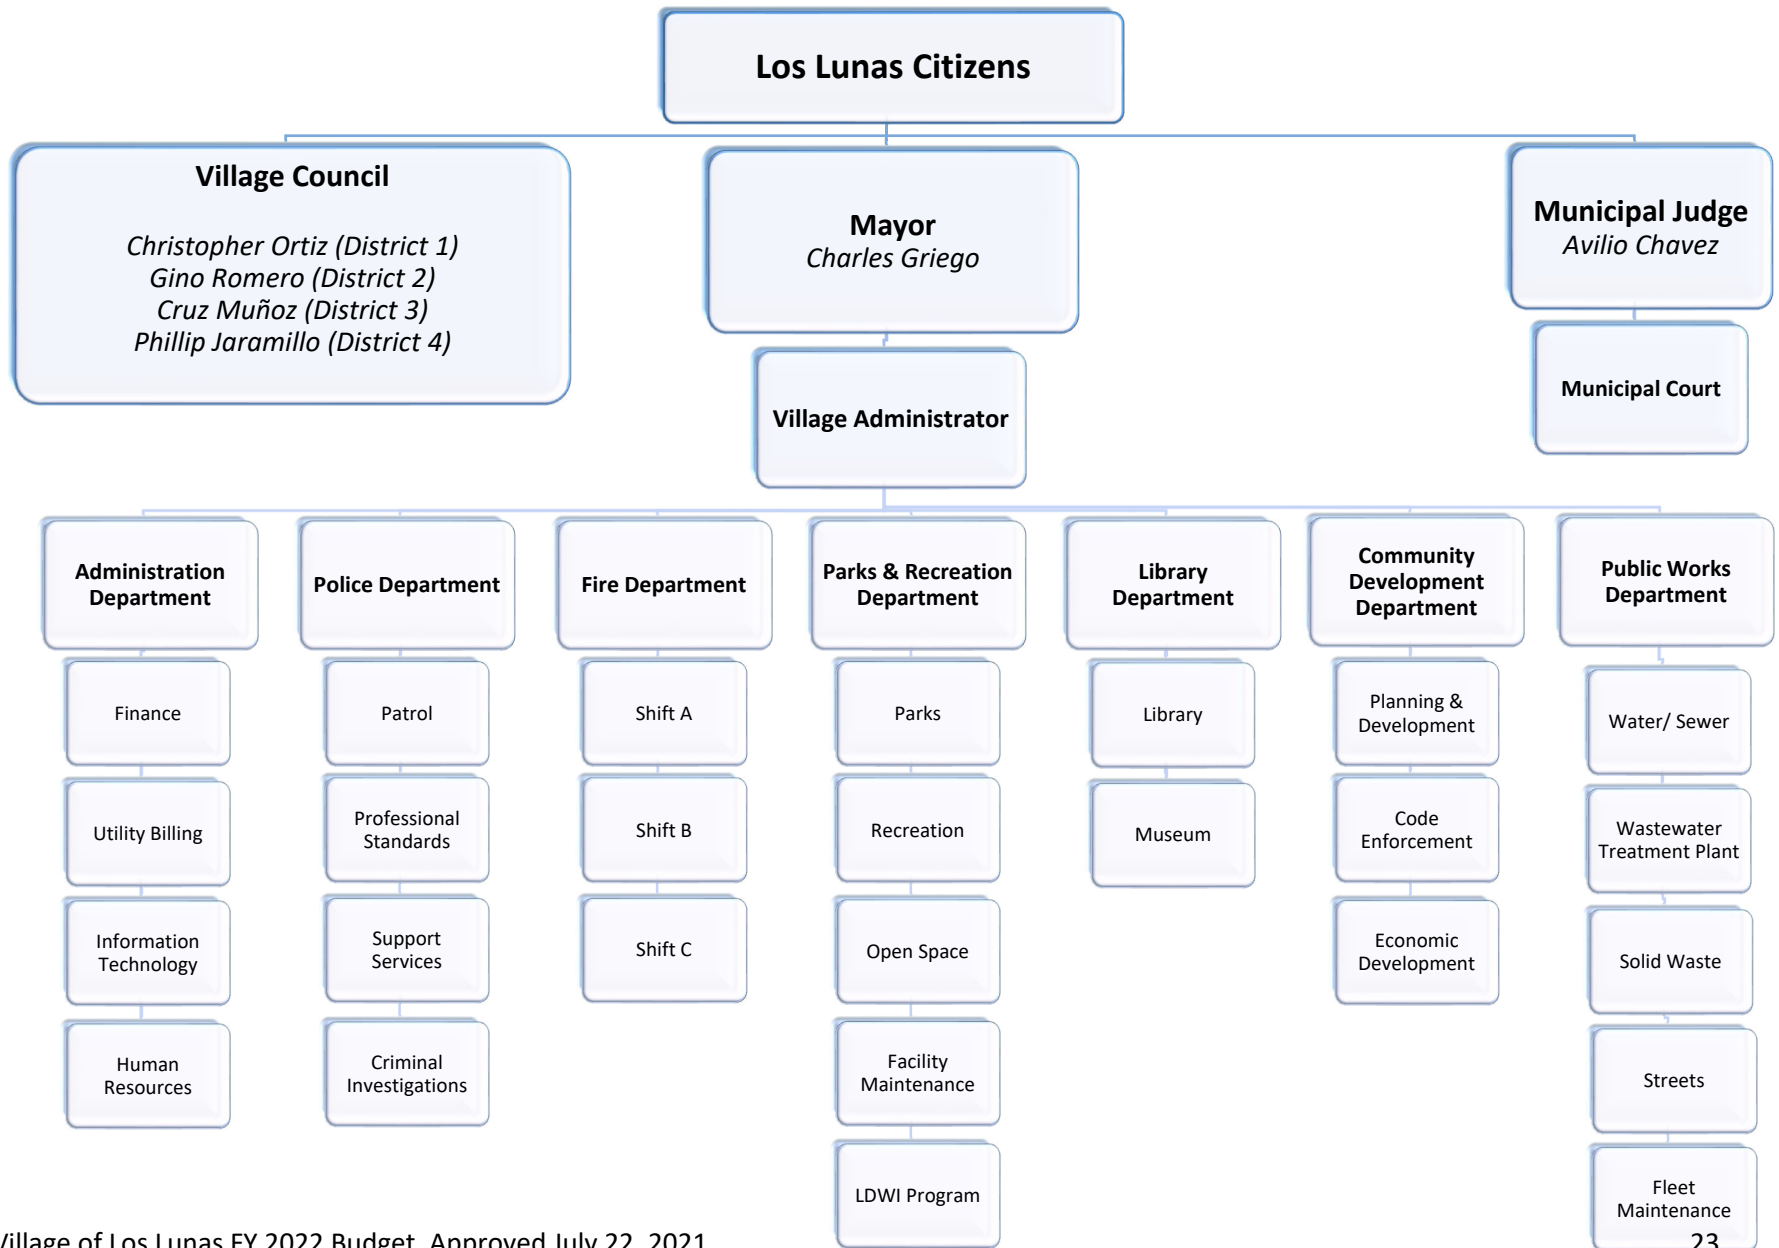 Los Lunas Citizens
Village Council
Christopher Ortiz (District 1)
Gino Romero (District 2)
Cruz Muñoz (District 3)
Phillip Jaramillo (District 4)
Mayor
Charles Griego
Municipal Judge
Avilio Chavez
Village Administrator
Municipal Court
Administration
Department
Finance
Utility Billing
Information
Technology
Human
Resources
Police Department
Patrol
Professional
Standards
Support
Services
Criminal
Investigations
Fire Department
Shift A
Shift B
Shift C
Parks & Recreation
Department
Parks
Recreation
Open Space
Facility
Maintenance
LDWI Program
Library
Department
Library
Museum
Community
Development
Department
Planning &
Development
Code
Enforcement
Economic
Development
Public Works
Department
Water/ Sewer
Wastewater
Treatment Plant
Solid Waste
Streets
Fleet
Maintenance
Village of Los Lunas FY 2022 Budget, Approved July 22, 2021
23